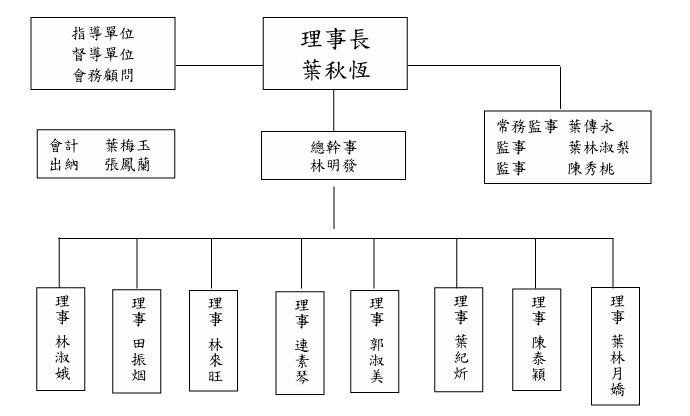 指導單位
督導單位
會務顧問
理事長
葉秋恆
常務監事 葉傳永
監事 葉林淑梨
監事 陳秀桃
會計 葉梅玉
出納 張鳳蘭
總幹事
林明發
理事 林淑娥
理事 田振烟
理事 林來旺
理事 連素琴
理事 郭淑美
理事 葉紀炘
理事 陳泰穎
理事 葉林月嬌